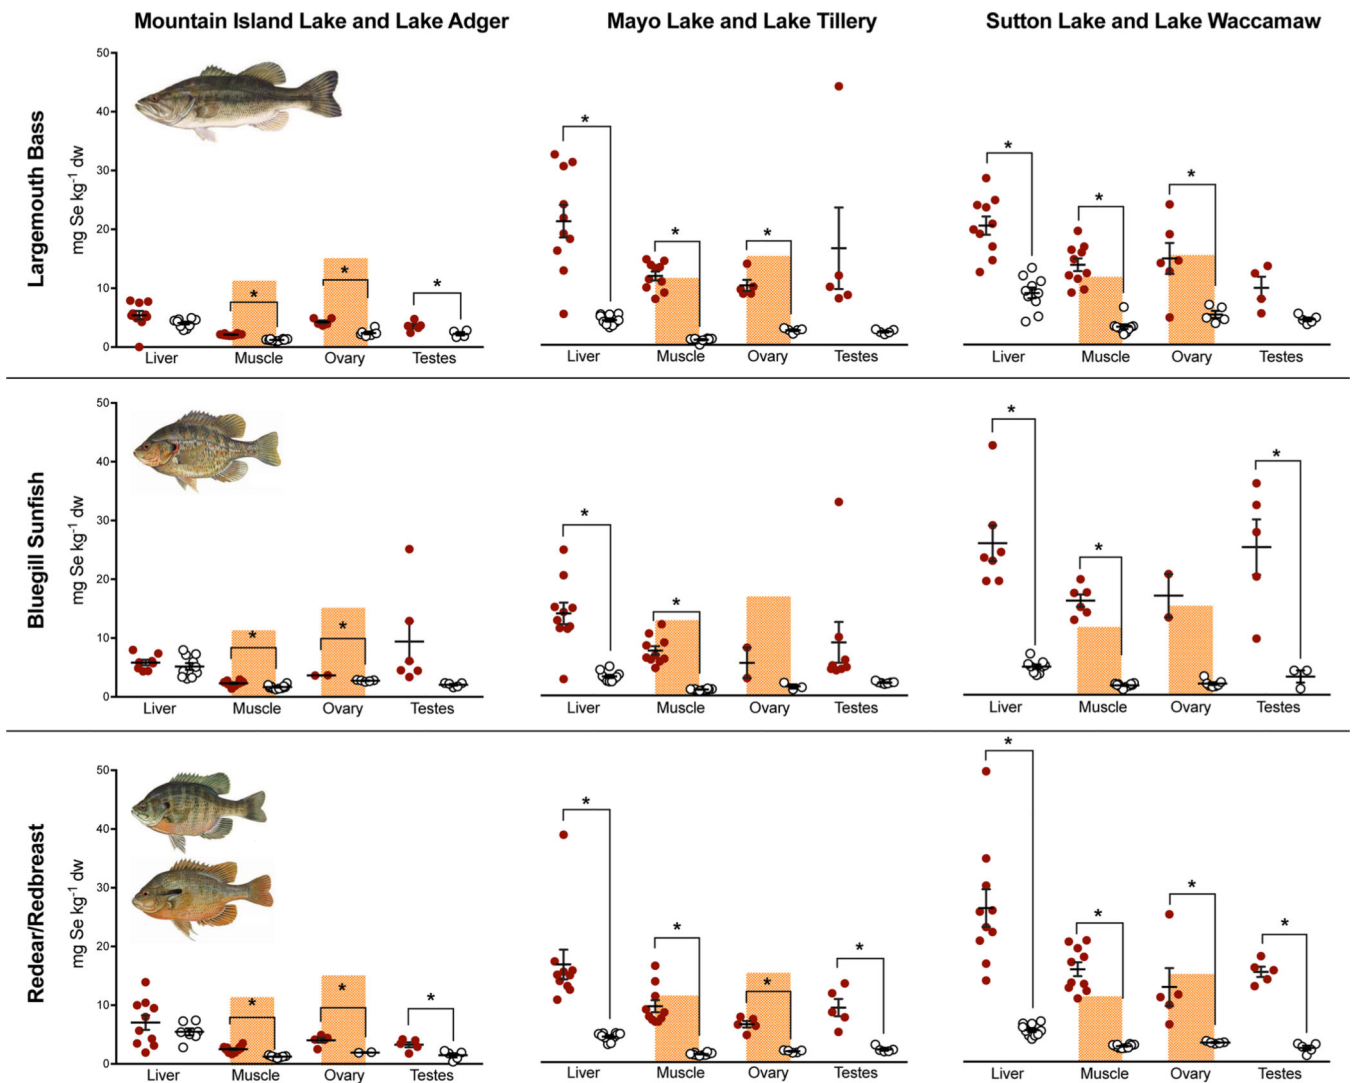 Mountain Island Lake and Lake Adger
Mayo Lake and Lake Tillery
Sutton Lake and Lake Waccamaw
Largemouth Bass
mg Se kg-1 dw
50
40
30
20
10
0
*
*
*
Liver
Muscle
Ovary
Testes
*
*
*
Liver
Muscle
Ovary
Testes
*
*
*
Liver
Muscle
Ovary
Testes
Bluegill Sunfish
mg Se kg-1 dw
50
40
30
20
10
0
*
*
Liver
Muscle
Ovary
Testes
*
*
Liver
Muscle
Ovary
Testes
*
*
*
Liver
Muscle
Ovary
Testes
Redear/Redbreast
mg Se kg-1 dw
50
40
30
20
10
0
*
*
*
Liver
Muscle
Ovary
Testes
*
*
*
*
Liver
Muscle
Ovary
Testes
*
*
*
*
Liver
Muscle
Ovary
Testes